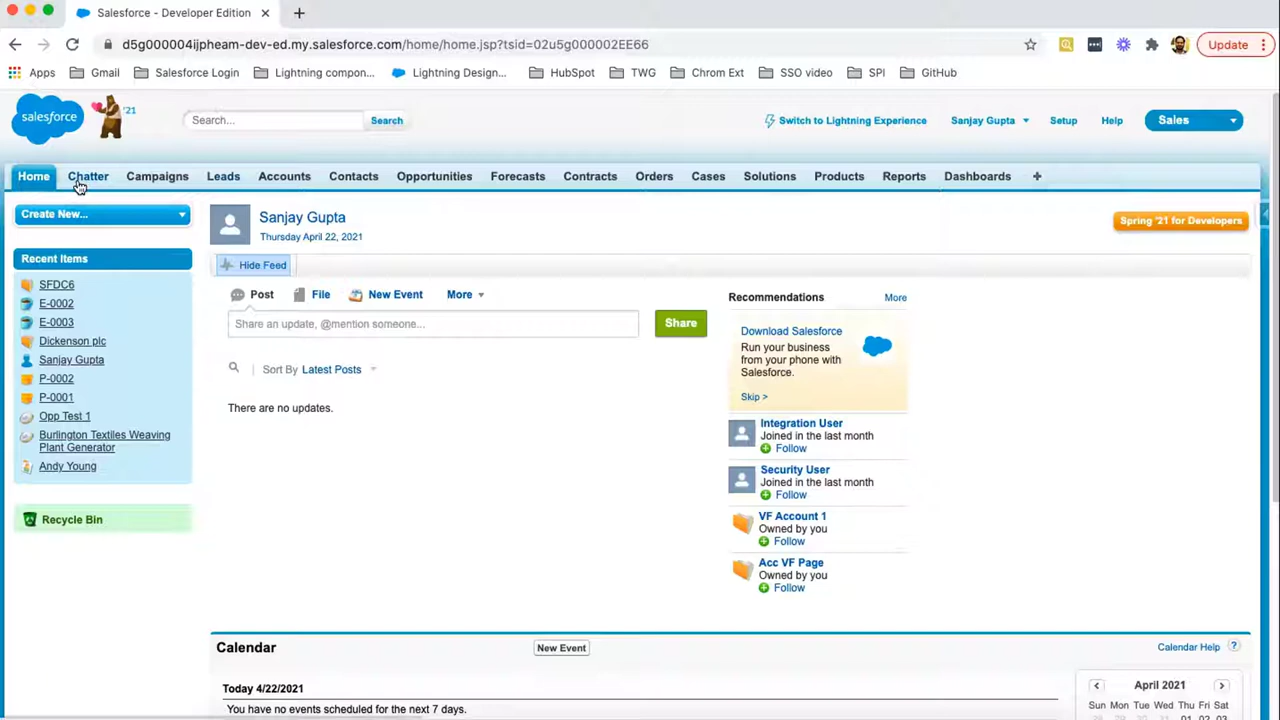 Salesforce - Developer Edition
d5g000004ijpheam-dev-ed.my.salesforce.com/home/home.jsp?tsid=02u5g000002EE66
Update
Apps Gmail Salesforce Login Lightning compon... Lightning Design... HubSpot TWG Chrom Ext SSO video SPI GitHub
salesforce
'21
Search...
Search
Switch to Lightning Experience
Sanjay Gupta
Setup
Help
Sales
Home Chatter Campaigns Leads Accounts Contacts Opportunities Forecasts Contracts Orders Cases Solutions Products Reports Dashboards +
Create New...
Recent Items
SFDC6
E-0002
E-0003
Dickenson plc
Sanjay Gupta
P-0002
P-0001
Opp Test 1
Burlington Textiles Weaving
Plant Generator
Andy Young
Recycle Bin
Sanjay Gupta
Thursday April 22, 2021
Spring '21 for Developers
Hide Feed
Post File New Event More
Share an update, @mention someone...
Share
Sort By Latest Posts
There are no updates.
Recommendations
More
Download Salesforce
Run your business
from your phone with
Salesforce.
Skip >
Integration User
Joined in the last month
Follow
Security User
Joined in the last month
Follow
VF Account 1
Owned by you
Follow
Acc VF Page
Owned by you
Follow
Calendar
New Event
Calendar Help ?
Today 4/22/2021
You have no events scheduled for the next 7 days.
April 2021
Sun Mon Tue Wed Thu Fri Sat